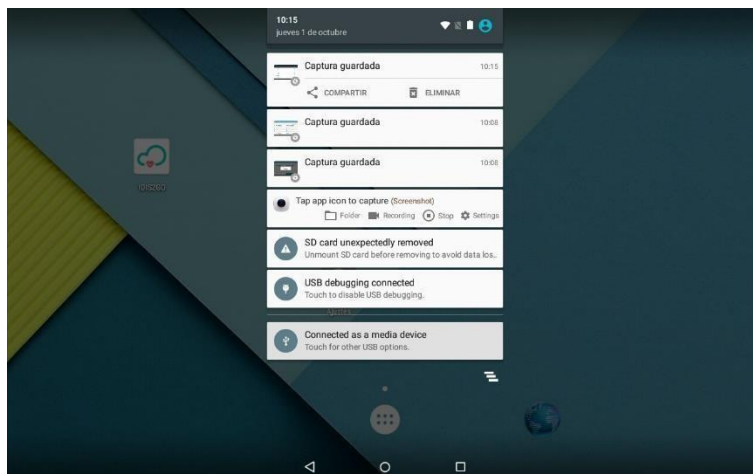 10:15
jueves 1 de octubre
Captura guardada 10:15
COMPARTIR ELIMINAR
Captura guardada 10:08
Captura guardada 10:08
Tap app icon to capture (Screenshot)
Folder Recording Stop Settings
SD card unexpectedly removed
Unmount SD card before removing to avoid data los..
USB debugging connected
Touch to disable USB debugging.
Ajustes
Connected as a media device
Touch for other USB options.